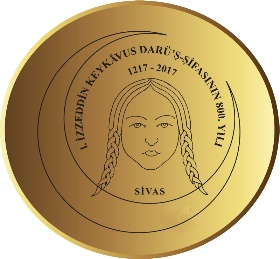 I. İZZEDDİN KEYKÂVUS DARÜ'Ş-ŞİFASININ 800. YILI
1217 - 2017
SİVAS